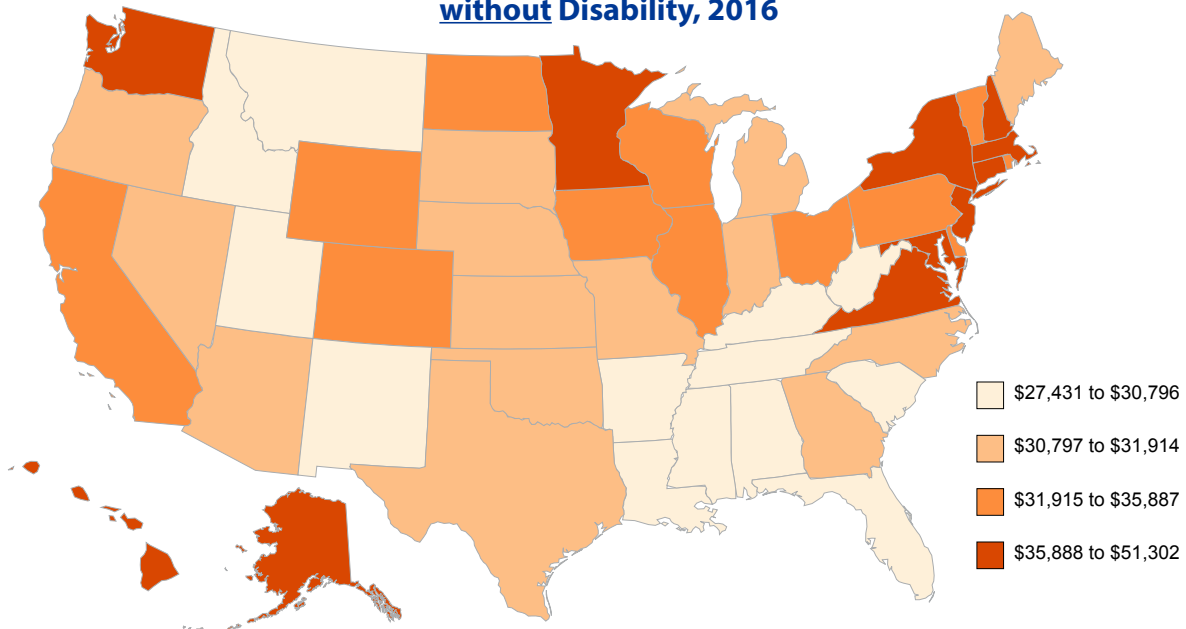 without Disability, 2016
$27,431 to $30,796
$30,797 to $31,914
$31,915 to $35,887
$35,888 to $51,302